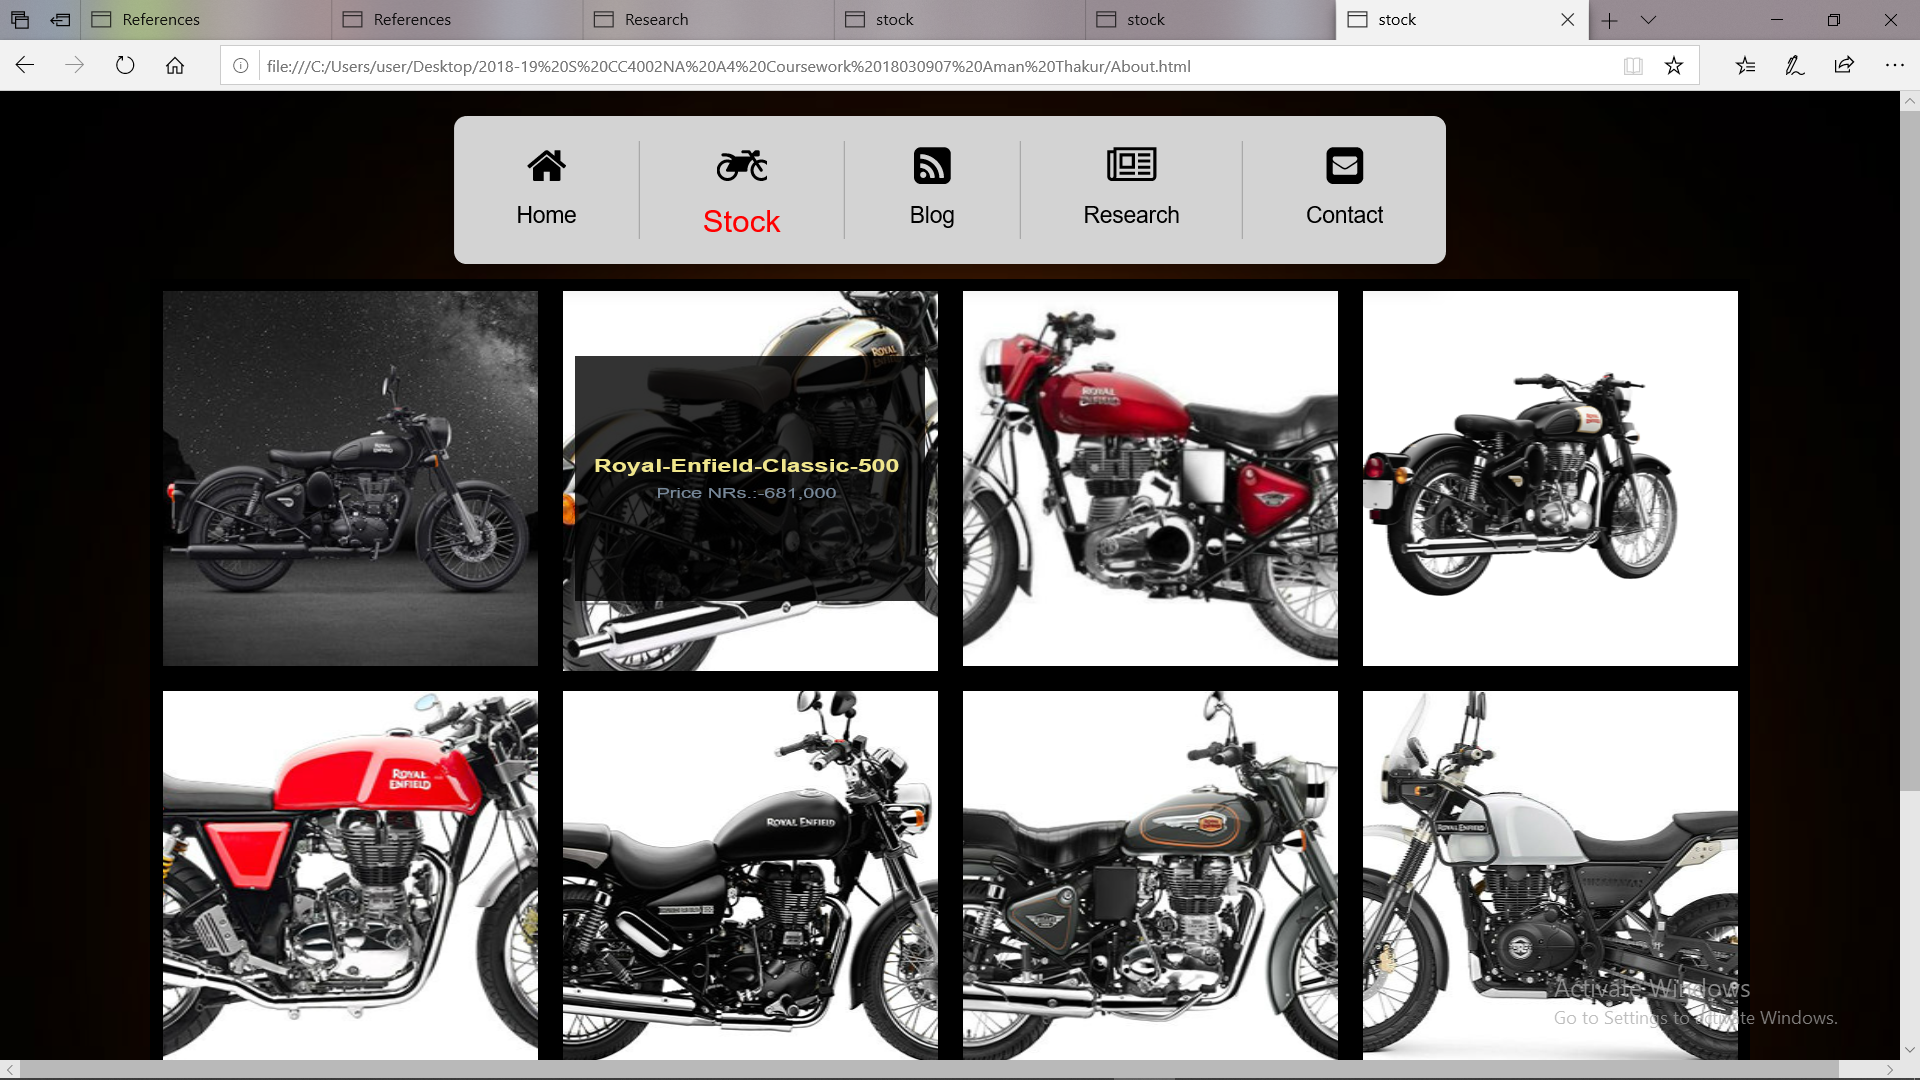 References
References
Research
stock
stock
stock
file:///C:/Users/user/Desktop/2018-19%20S%20CC4002NA%20A4%20Coursework%2018030907%20Aman%20Thakur/About.html
Home
Stock
Blog
Research
Contact
ROYAL
Royal-Enfield-Classic-500
Price NRs.:-681,000
ROYAL
ENFIELD
ROYAL
ENFIELD
ROYAL ENFIELD
ROYAL ENFIELD
Activate Windows
Go to Settings to activate Windows.